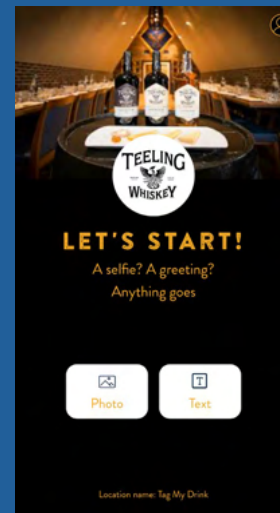 TEELING
WHISKEY
LET'S START!
A selfie? A greeting?
Anything goes
Photo
Text
Location name: Tag My Drink